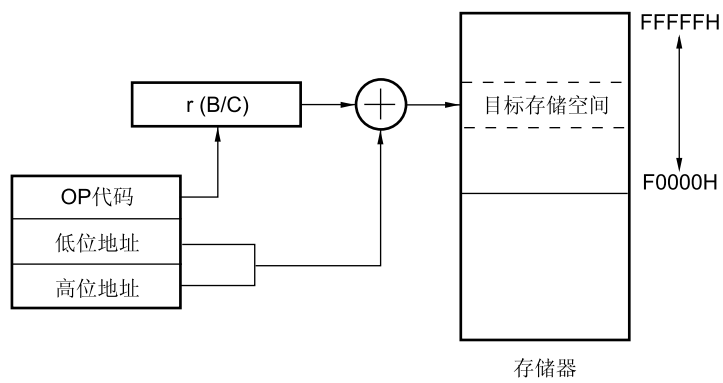 FFFFFH
r (B/C)
目标存储空间
F0000H
OP代码
低位地址
高位地址
存储器